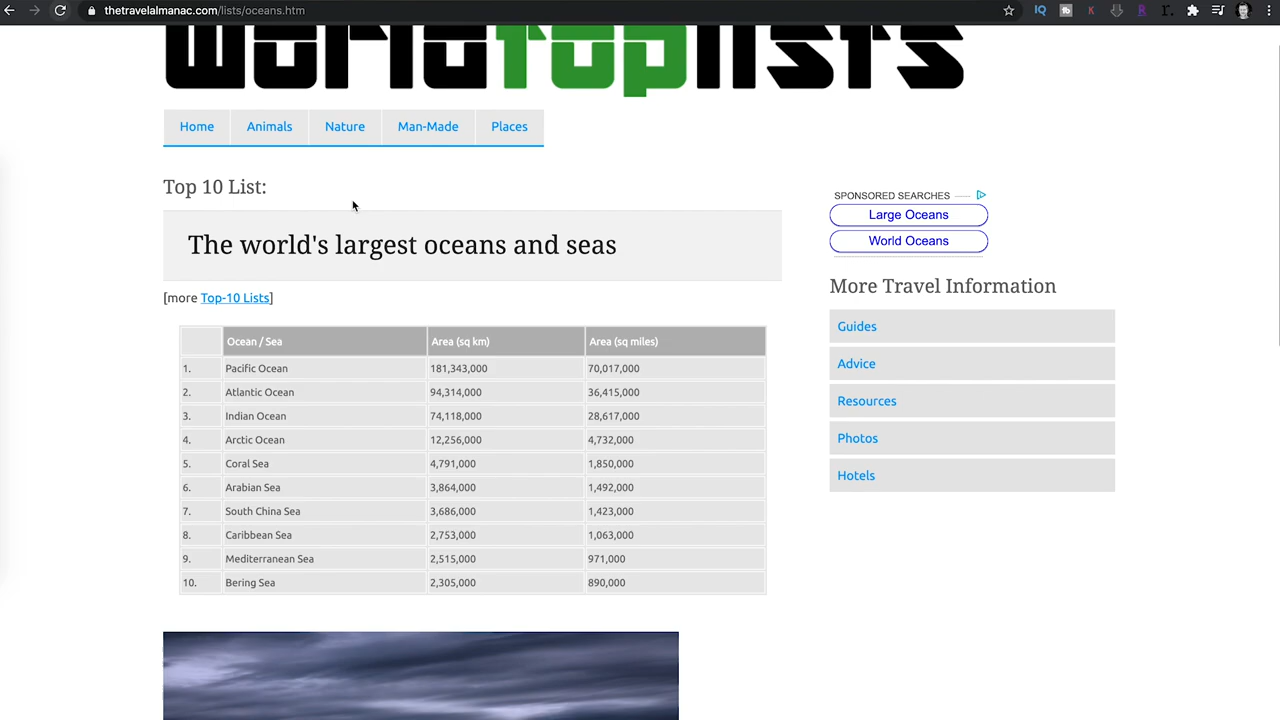 thetravelalmanac.com/lists/oceans.htm
worldtoplists
Home Animals Nature Man-Made Places
Top 10 List:
The world's largest oceans and seas
[more Top-10 Lists]
Ocean / Sea Area (sq km) Area (sq miles)
1. Pacific Ocean 181,343,000 70,017,000
2. Atlantic Ocean 94,314,000 36,415,000
3. Indian Ocean 74,118,000 28,617,000
4. Arctic Ocean 12,256,000 4,732,000
5. Coral Sea 4,791,000 1,850,000
6. Arabian Sea 3,864,000 1,492,000
7. South China Sea 3,686,000 1,423,000
8. Caribbean Sea 2,753,000 1,063,000
9. Mediterranean Sea 2,515,000 971,000
10. Bering Sea 2,305,000 890,000
SPONSORED SEARCHES
Large Oceans
World Oceans
More Travel Information
Guides
Advice
Resources
Photos
Hotels